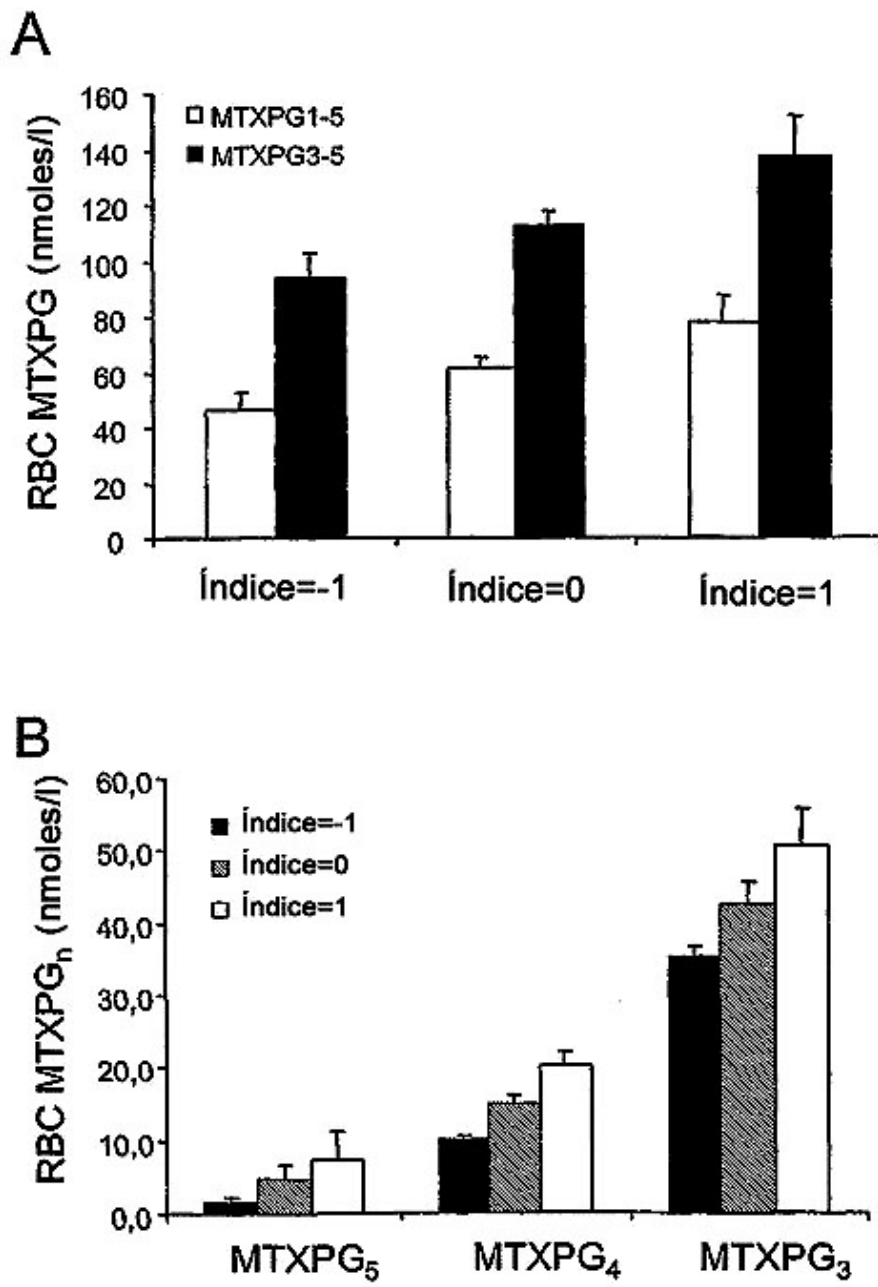 A
RBC MTXPG (nmoles/l)
160
140
120
100
80
60
40
20
0
MTXPG1-5
MTXPG3-5
Índice=-1 Índice=0 Índice=1
B
RBC MTXPGn (nmoles/l)
60,0
50,0
40,0
30,0
20,0
10,0
0,0
Índice=-1
Índice=0
Índice=1
MTXPG5 MTXPG4 MTXPG3